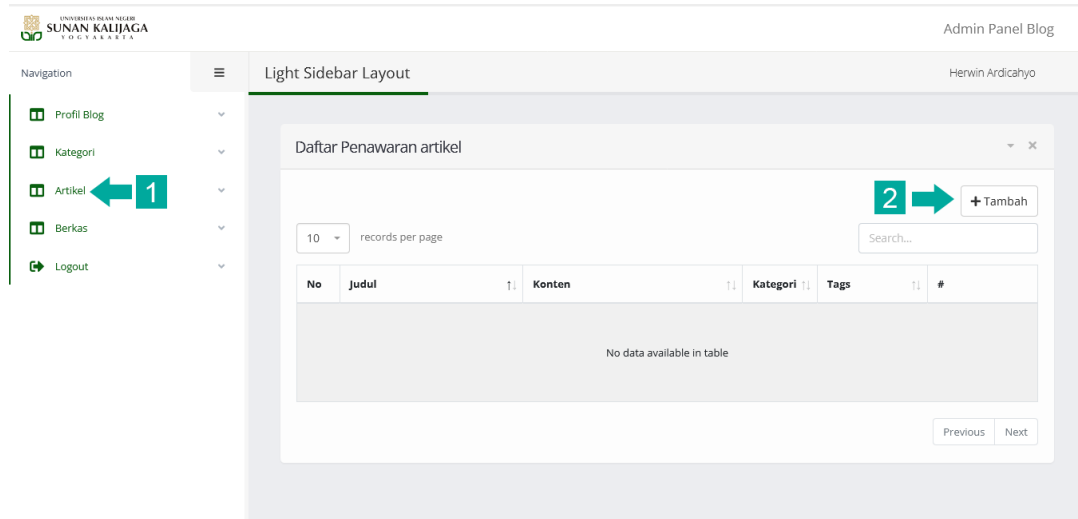 UNIVERSITAS ISLAM NEGERI
SUNAN KALIJAGA
YOGYAKARTA
Admin Panel Blog
Navigation
Light Sidebar Layout
Herwin Ardicahyo
Profil Blog
Kategori
Artikel
1
Berkas
Logout
Daftar Penawaran artikel
2
Tambah
10 records per page
Search...
No Judul Konten Kategori Tags #
No data available in table
Previous Next